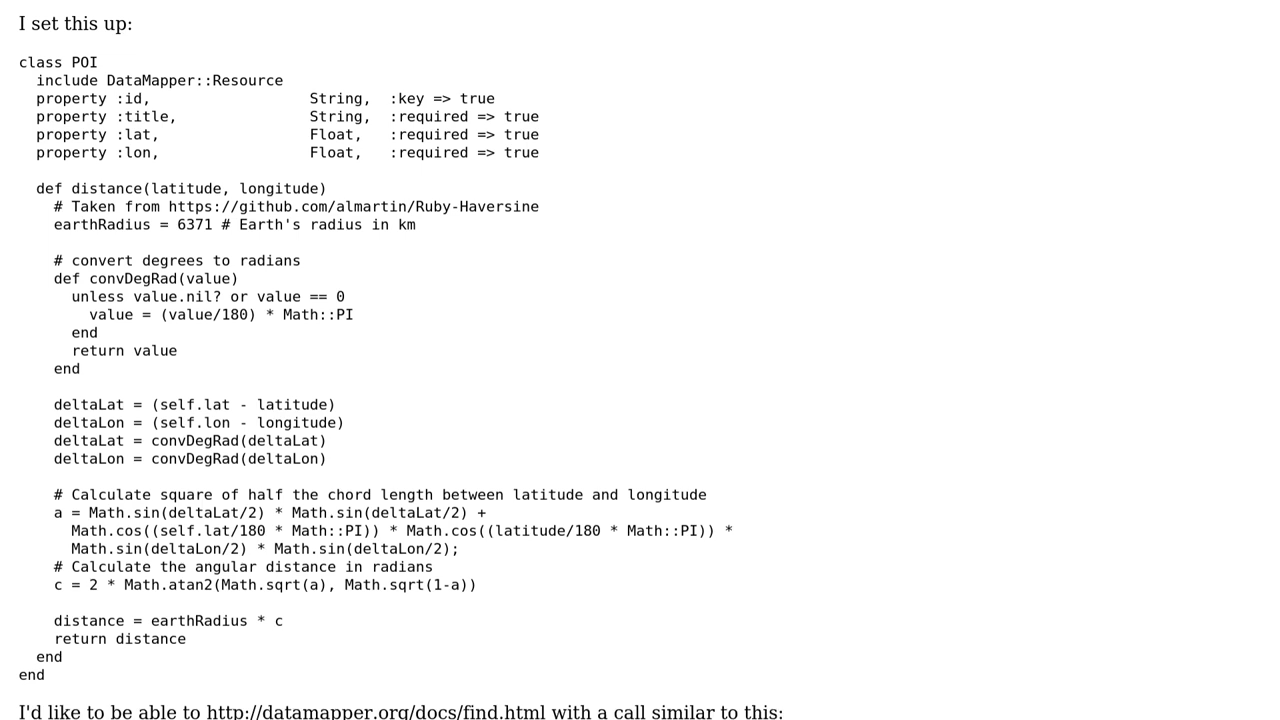 I set this up:
class POI
  include DataMapper::Resource
  property :id,                  String,  :key => true
  property :title,               String,  :required => true
  property :lat,                 Float,   :required => true
  property :lon,                 Float,   :required => true
  def distance(latitude, longitude)
    # Taken from https://github.com/almartin/Ruby-Haversine
    earthRadius = 6371 # Earth's radius in km
    # convert degrees to radians
    def convDegRad(value)
      unless value.nil? or value == 0
        value = (value/180) * Math::PI
      end
      return value
    end
    deltaLat = (self.lat - latitude)
    deltaLon = (self.lon - longitude)
    deltaLat = convDegRad(deltaLat)
    deltaLon = convDegRad(deltaLon)
    # Calculate square of half the chord length between latitude and longitude
    a = Math.sin(deltaLat/2) * Math.sin(deltaLat/2) +
      Math.cos((self.lat/180 * Math::PI)) * Math.cos((latitude/180 * Math::PI)) *
      Math.sin(deltaLon/2) * Math.sin(deltaLon/2);
    # Calculate the angular distance in radians
    c = 2 * Math.atan2(Math.sqrt(a), Math.sqrt(1-a))
    distance = earthRadius * c
    return distance
  end
end
I'd like to be able to http://datamapper.org/docs/find.html with a call similar to this: